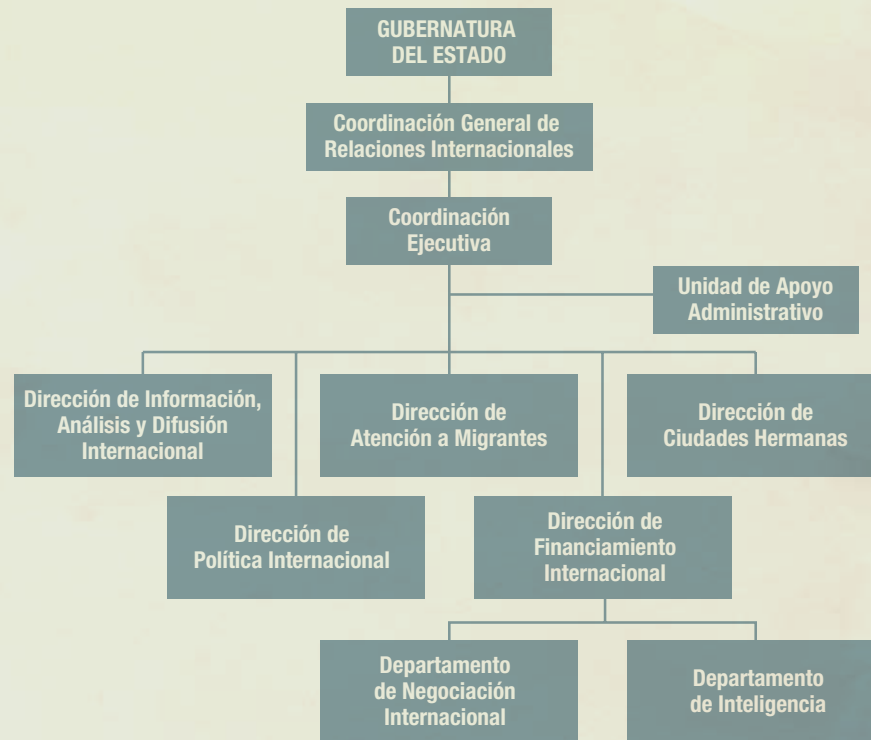 GUBERNATURA
DEL ESTADO
Coordinación General de
Relaciones Internacionales
Coordinación
Ejecutiva
Unidad de Apoyo
Administrativo
Dirección de Información,
Análisis y Difusión
Internacional
Dirección de
Atención a Migrantes
Dirección de
Ciudades Hermanas
Dirección de
Política Internacional
Dirección de
Financiamiento
Internacional
Departamento
de Negociación
Internacional
Departamento
de Inteligencia